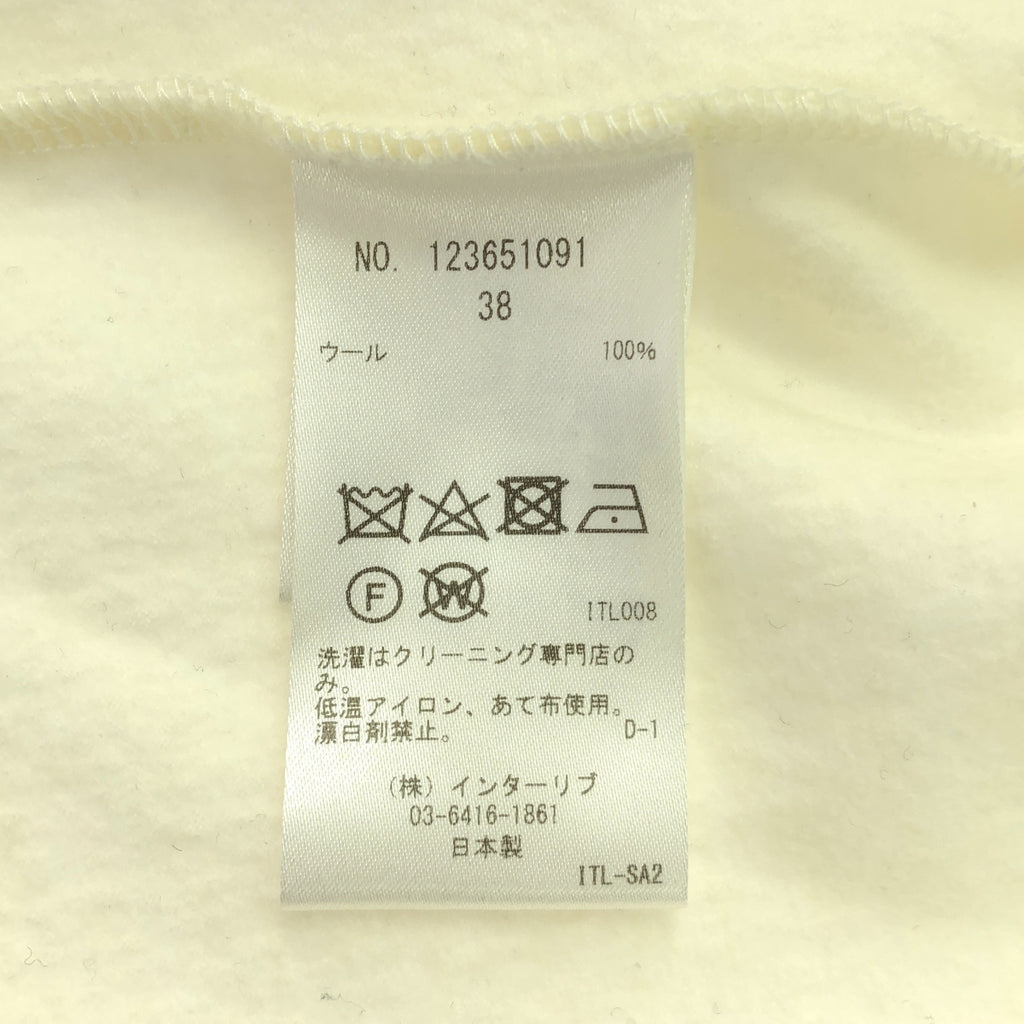 NO. 123651091
38
ウール 100%
F W ITL008
洗濯はクリーニング専門店の
み。
低温アイロン、あて布使用。
漂白剤禁止。 D-1
(株)インターリブ
03-6416-1861
日本製
ITL-SA2